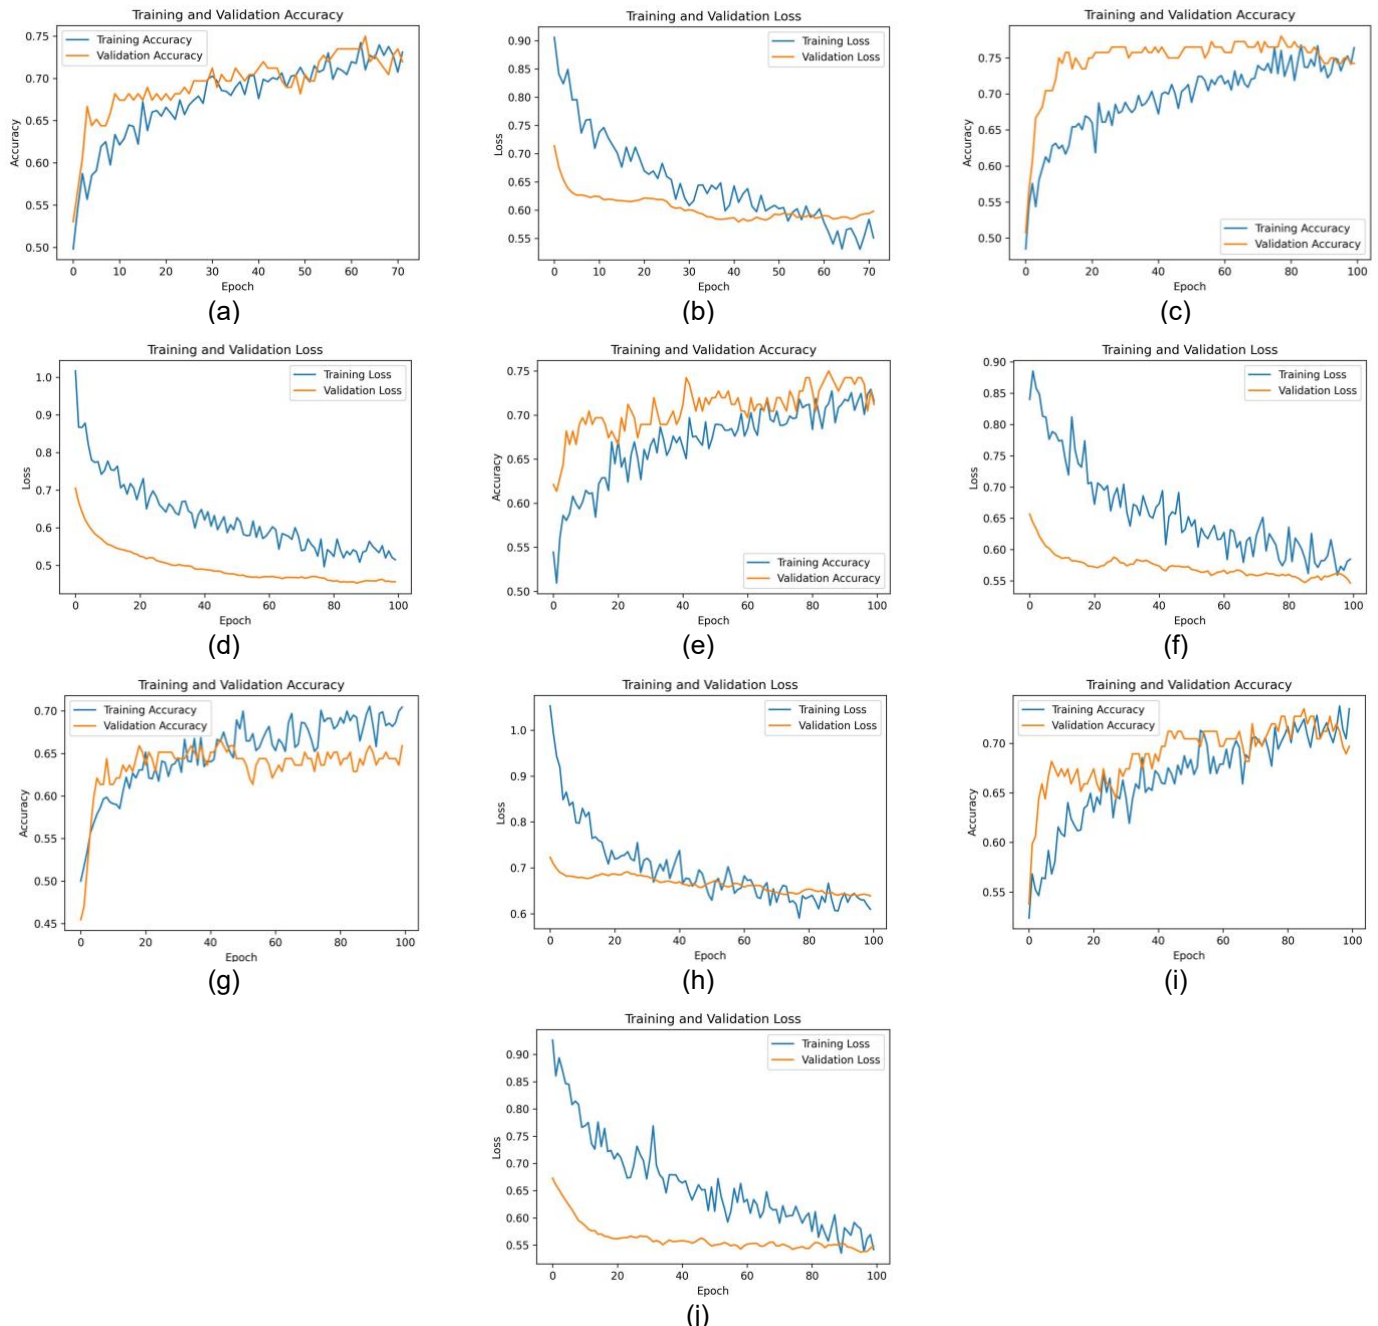 Training and Validation Accuracy
Training Accuracy
Validation Accuracy
Accuracy
0.75
0.70
0.65
0.60
0.55
0.50
0 10 20 30 40 50 60 70
Epoch
(a)
Training and Validation Loss
Training Loss
Validation Loss
Loss
0.90
0.85
0.80
0.75
0.70
0.65
0.60
0.55
0 10 20 30 40 50 60 70
Epoch
(b)
Training and Validation Accuracy
Accuracy
0.75
0.70
0.65
0.60
0.55
0.50
Training Accuracy
Validation Accuracy
0 20 40 60 80 100
Epoch
(c)
Training and Validation Loss
Training Loss
Validation Loss
Loss
1.0
0.9
0.8
0.7
0.6
0.5
0 20 40 60 80 100
Epoch
(d)
Training and Validation Accuracy
Accuracy
0.75
0.70
0.65
0.60
0.55
0.50
Training Accuracy
Validation Accuracy
0 20 40 60 80 100
Epoch
(e)
Training and Validation Loss
Training Loss
Validation Loss
Loss
0.90
0.85
0.80
0.75
0.70
0.65
0.60
0.55
0 20 40 60 80 100
Epoch
(f)
Training and Validation Accuracy
Training Accuracy
Validation Accuracy
Accuracy
0.70
0.65
0.60
0.55
0.50
0.45
0 20 40 60 80 100
Epoch
(g)
Training and Validation Loss
Training Loss
Validation Loss
Loss
1.0
0.9
0.8
0.7
0.6
0 20 40 60 80 100
Epoch
(h)
Training and Validation Accuracy
Training Accuracy
Validation Accuracy
Accuracy
0.70
0.65
0.60
0.55
0 20 40 60 80 100
Epoch
(i)
Training and Validation Loss
Training Loss
Validation Loss
Loss
0.90
0.85
0.80
0.75
0.70
0.65
0.60
0.55
0 20 40 60 80 100
Epoch
(j)